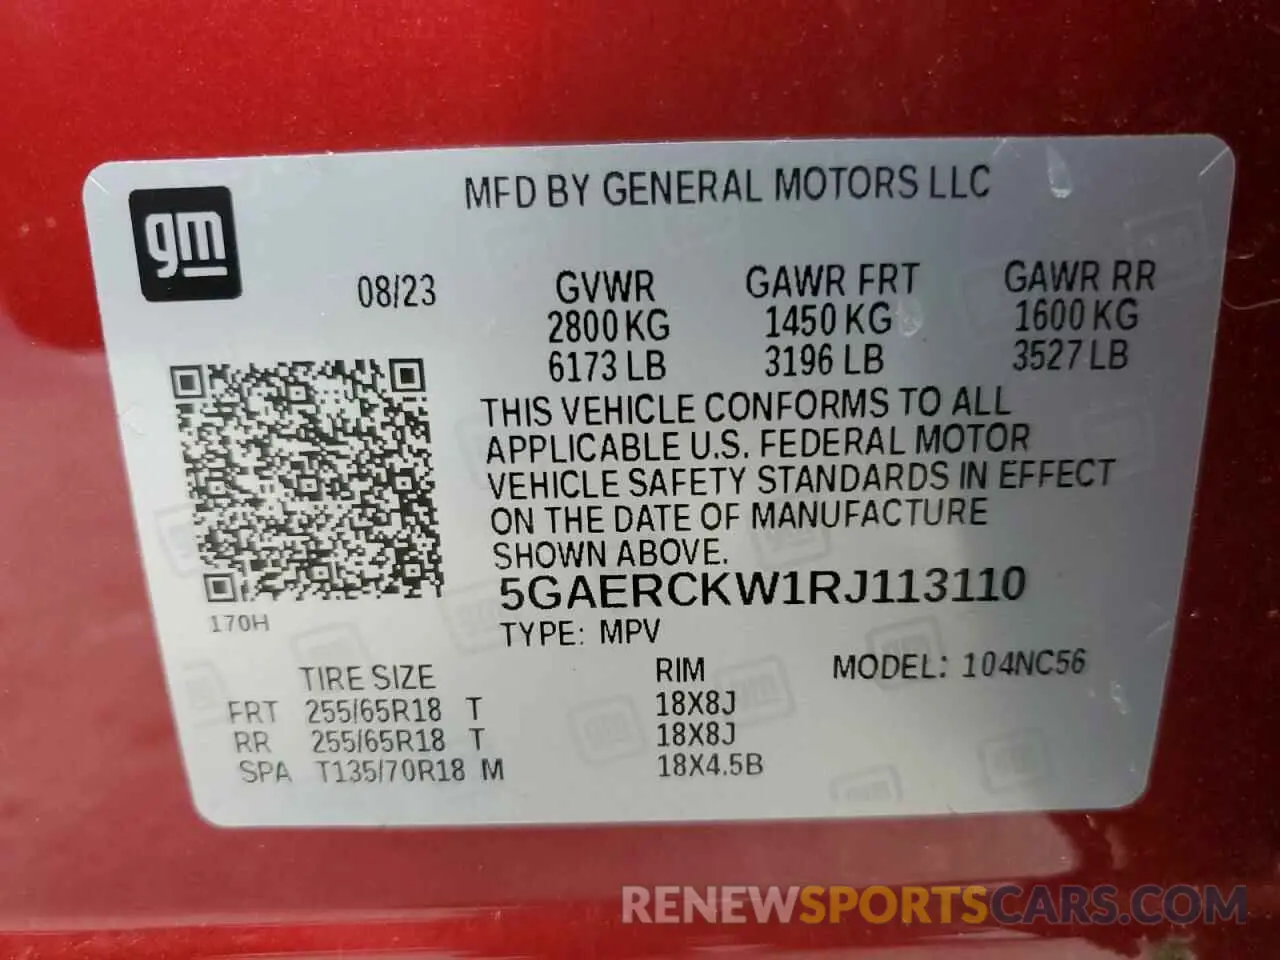 MFD BY GENERAL MOTORS LLC
gm
08/23
GVWR GAWR FRT GAWR RR
2800 KG 1450 KG 1600 KG
6173 LB 3196 LB 3527 LB
THIS VEHICLE CONFORMS TO ALL
APPLICABLE U.S. FEDERAL MOTOR
VEHICLE SAFETY STANDARDS IN EFFECT
ON THE DATE OF MANUFACTURE
SHOWN ABOVE.
5GAERCKW1RJ113110
170H
TYPE: MPV
TIRE SIZE RIM MODEL: 104NC56
FRT 255/65R18 T 18X8J
RR 255/65R18 T 18X8J
SPA T135/70R18 M 18X4.5B
RENEWSPORTSCARS.COM